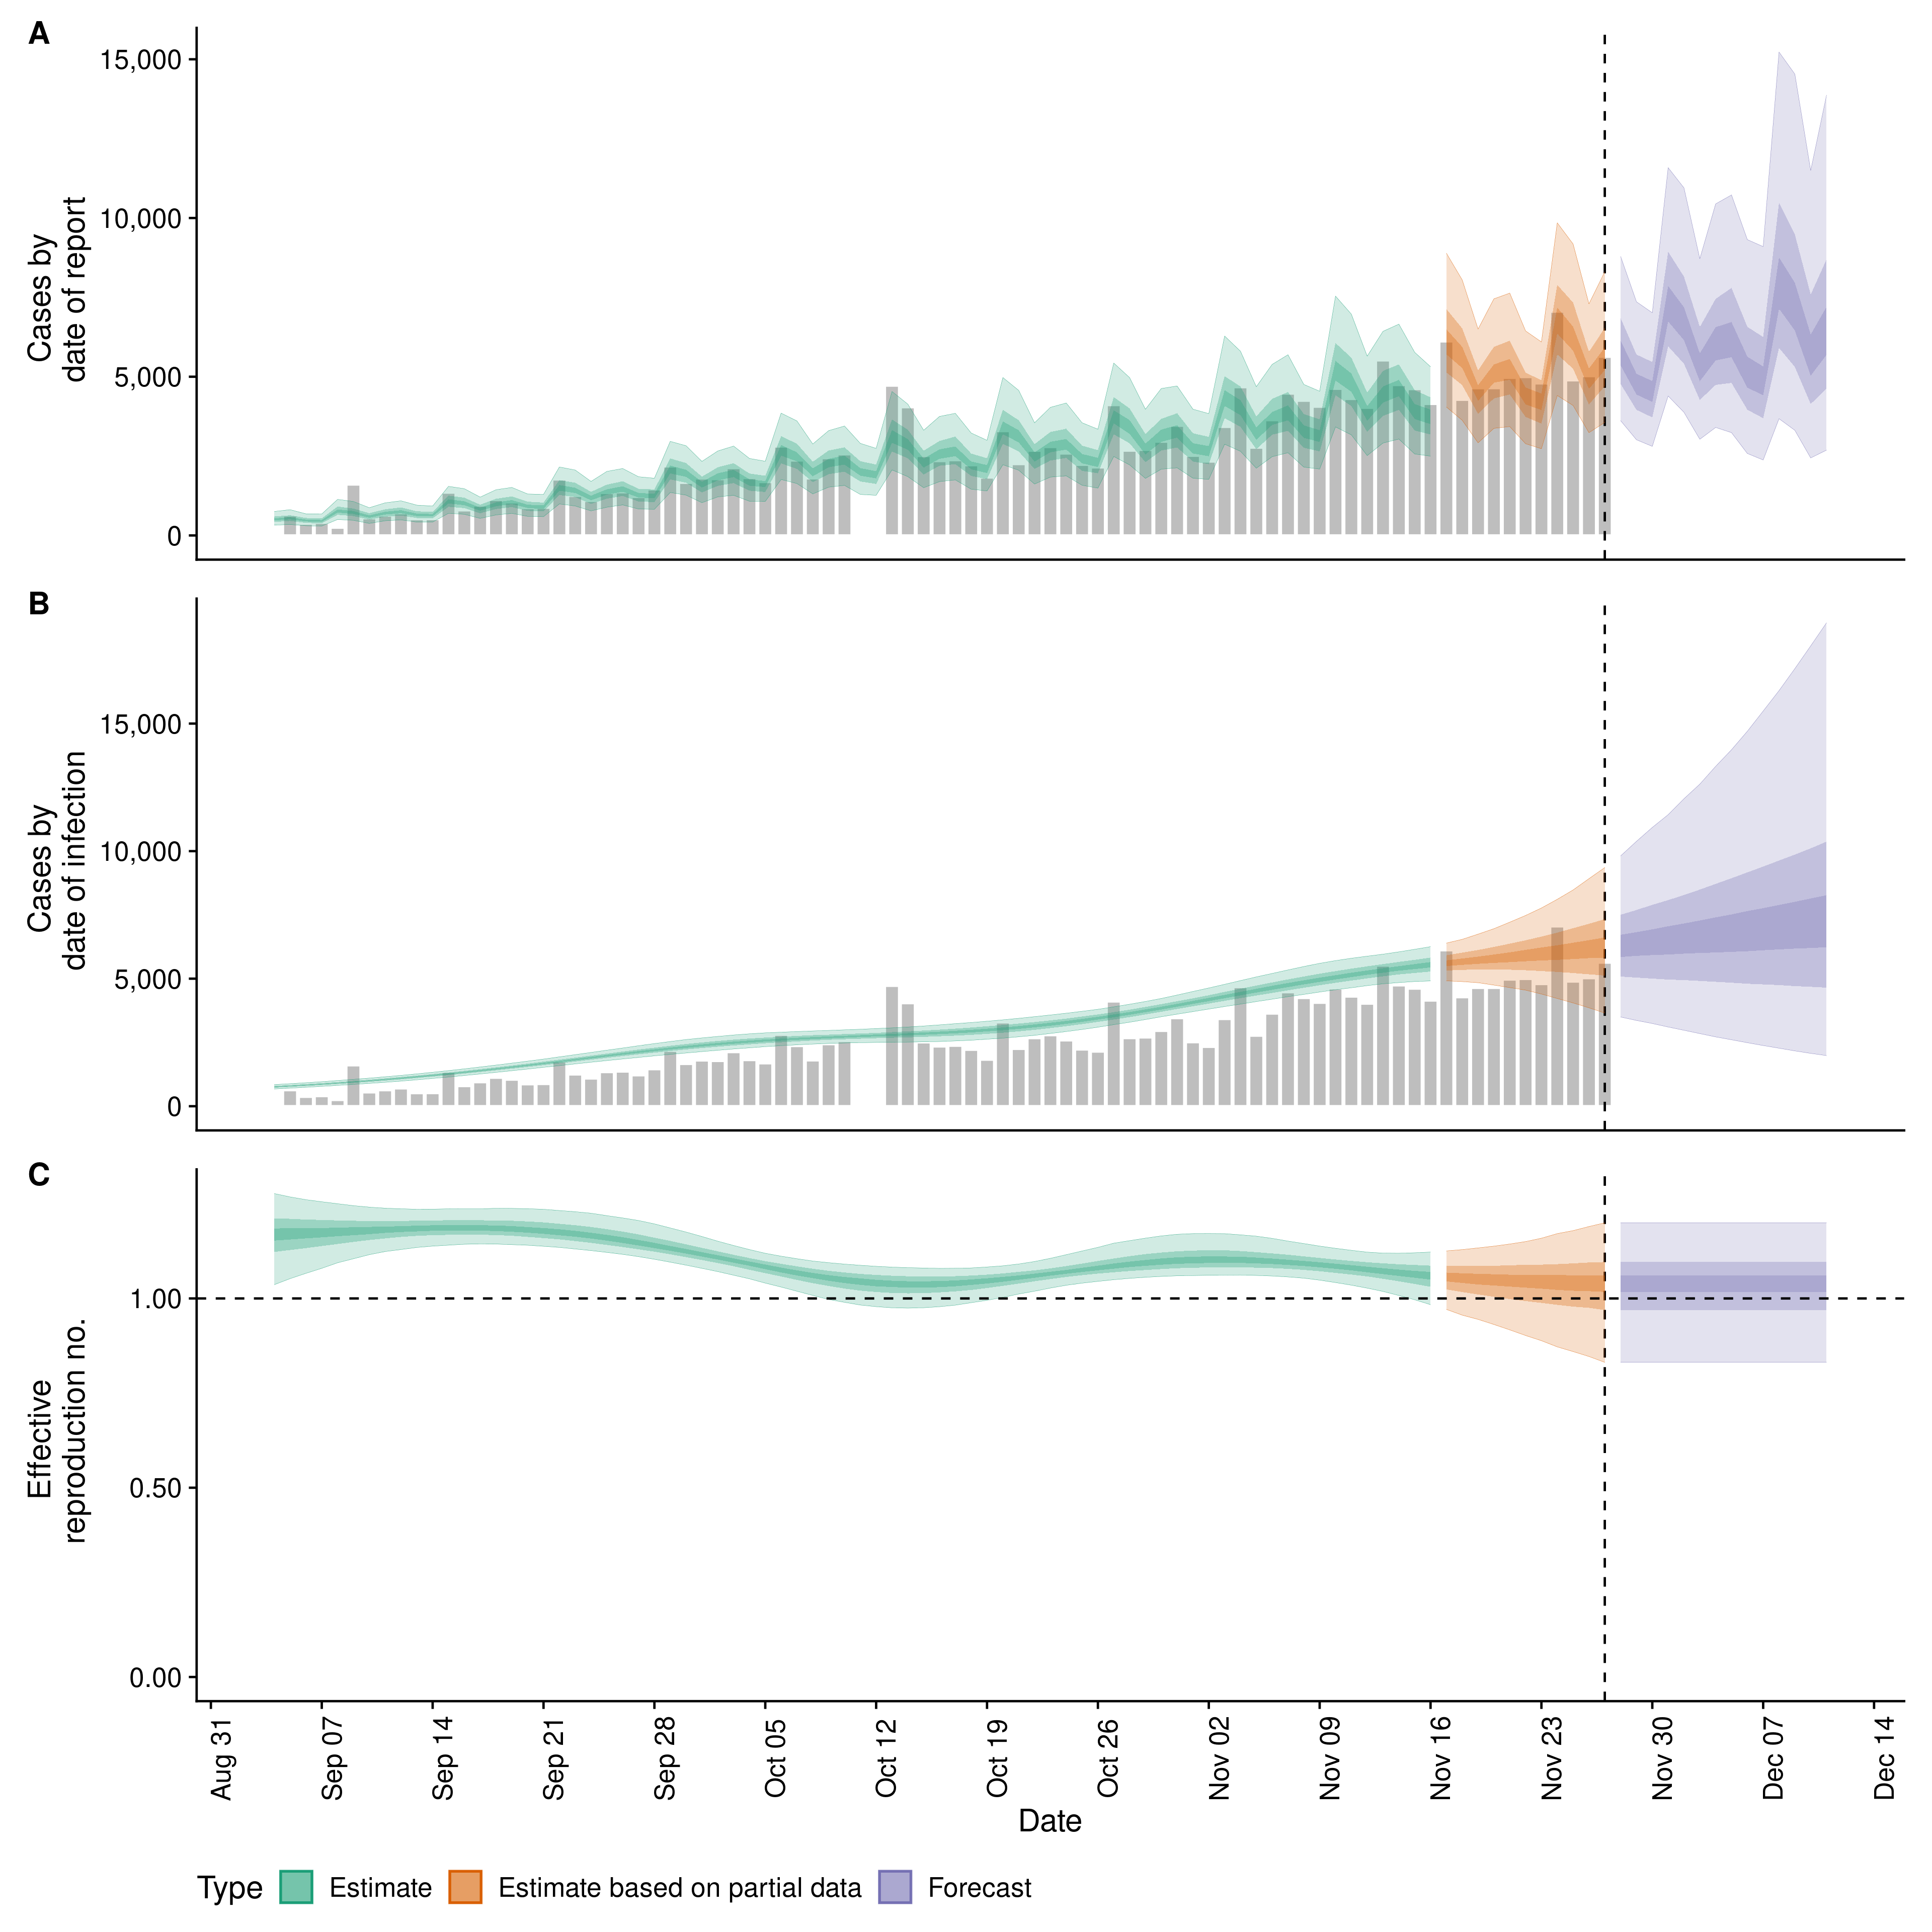 A
15,000
10,000
5,000
0
Cases by
date of report
B
15,000
10,000
5,000
0
Cases by
date of infection
C
1.00
0.50
0.00
Effective
reproduction no.
Aug 31
Sep 07
Sep 14
Sep 21
Sep 28
Oct 05
Oct 12
Oct 19
Oct 26
Nov 02
Nov 09
Nov 16
Nov 23
Nov 30
Dec 07
Dec 14
Date
Type Estimate Estimate based on partial data Forecast